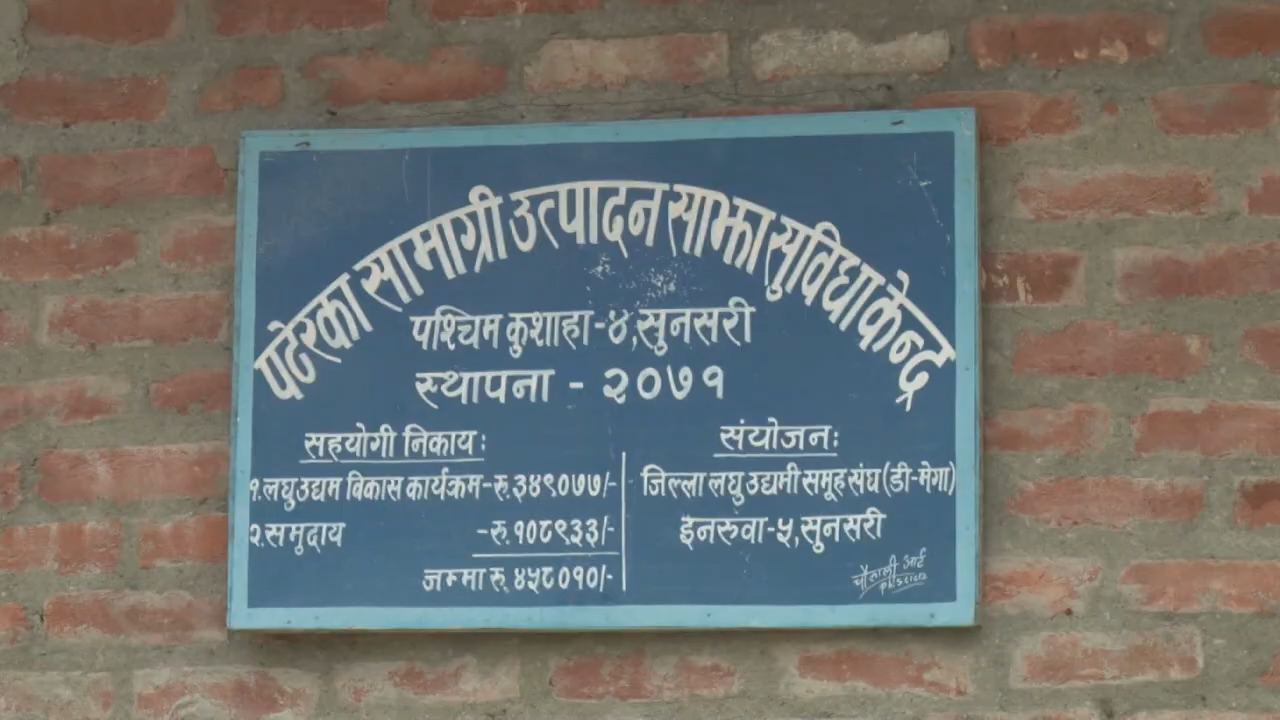 पटेरका सामाग्री उत्पादन साझा सुविधा केन्द्र
पश्चिम कुशाहा-४,सुनसरी
स्थापना - २०७१
सहयोगी निकाय:
१.लघु उद्यम विकास कार्यक्रम-रु.३४९०७७/-
२.समुदाय -रु.१०८९३३/-
जम्मा रु.४५८०१०/-
संयोजन:
जिल्ला लघु उद्यमी समूह संघ(डी-मेगा)
इनरुवा-५,सुनसरी
आर्ट